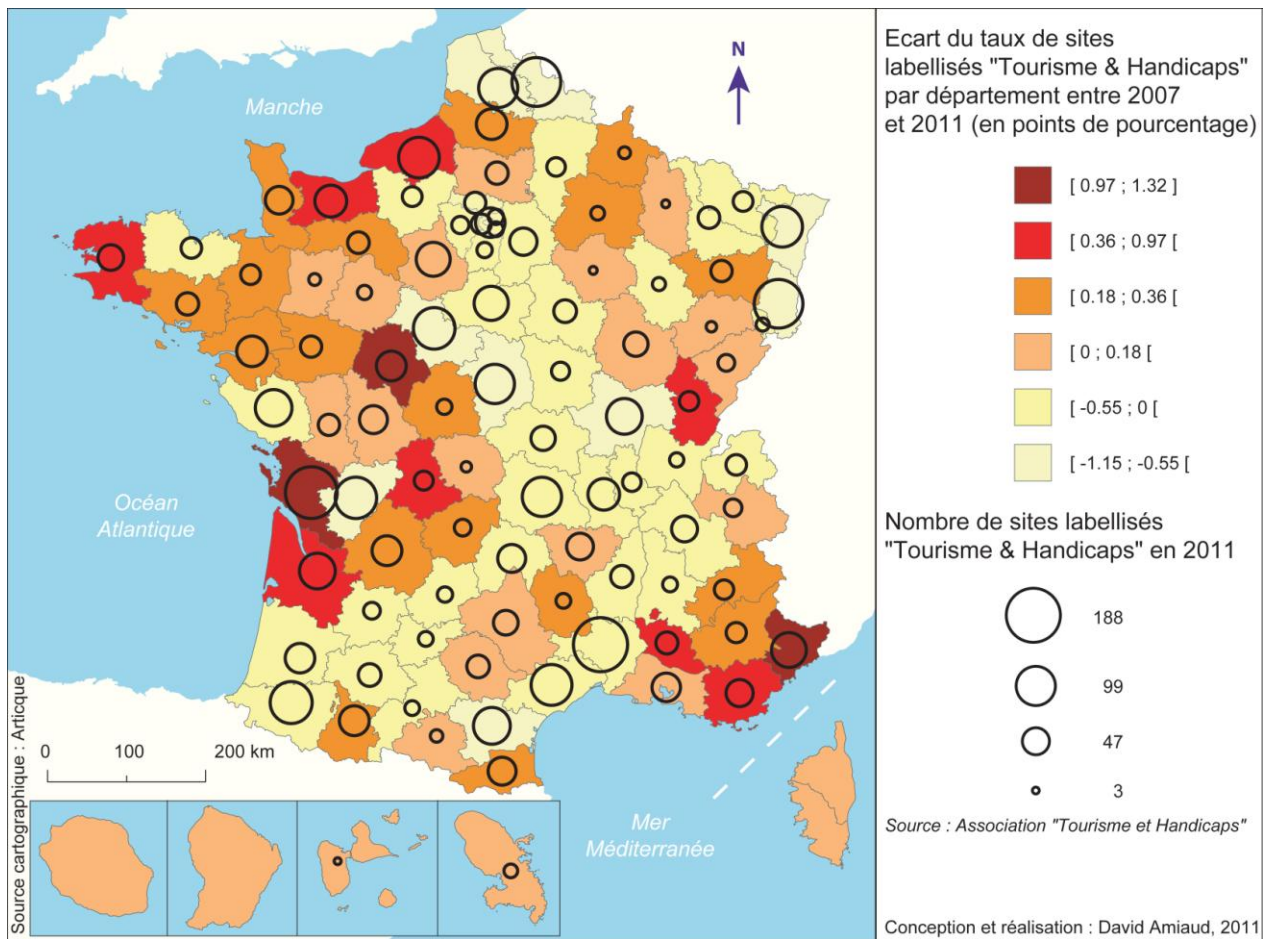 Manche
N
Océan
Atlantique
Mer
Méditerranée
0 100 200 km
Source cartographique : Articque
Ecart du taux de sites
labellisés "Tourisme & Handicaps"
par département entre 2007
et 2011 (en points de pourcentage)
[ 0.97 ; 1.32 ]
[ 0.36 ; 0.97 [
[ 0.18 ; 0.36 [
[ 0 ; 0.18 [
[ -0.55 ; 0 [
[ -1.15 ; -0.55 [
Nombre de sites labellisés
"Tourisme & Handicaps" en 2011
188
99
47
3
Source : Association "Tourisme et Handicaps"
Conception et réalisation : David Amiaud, 2011